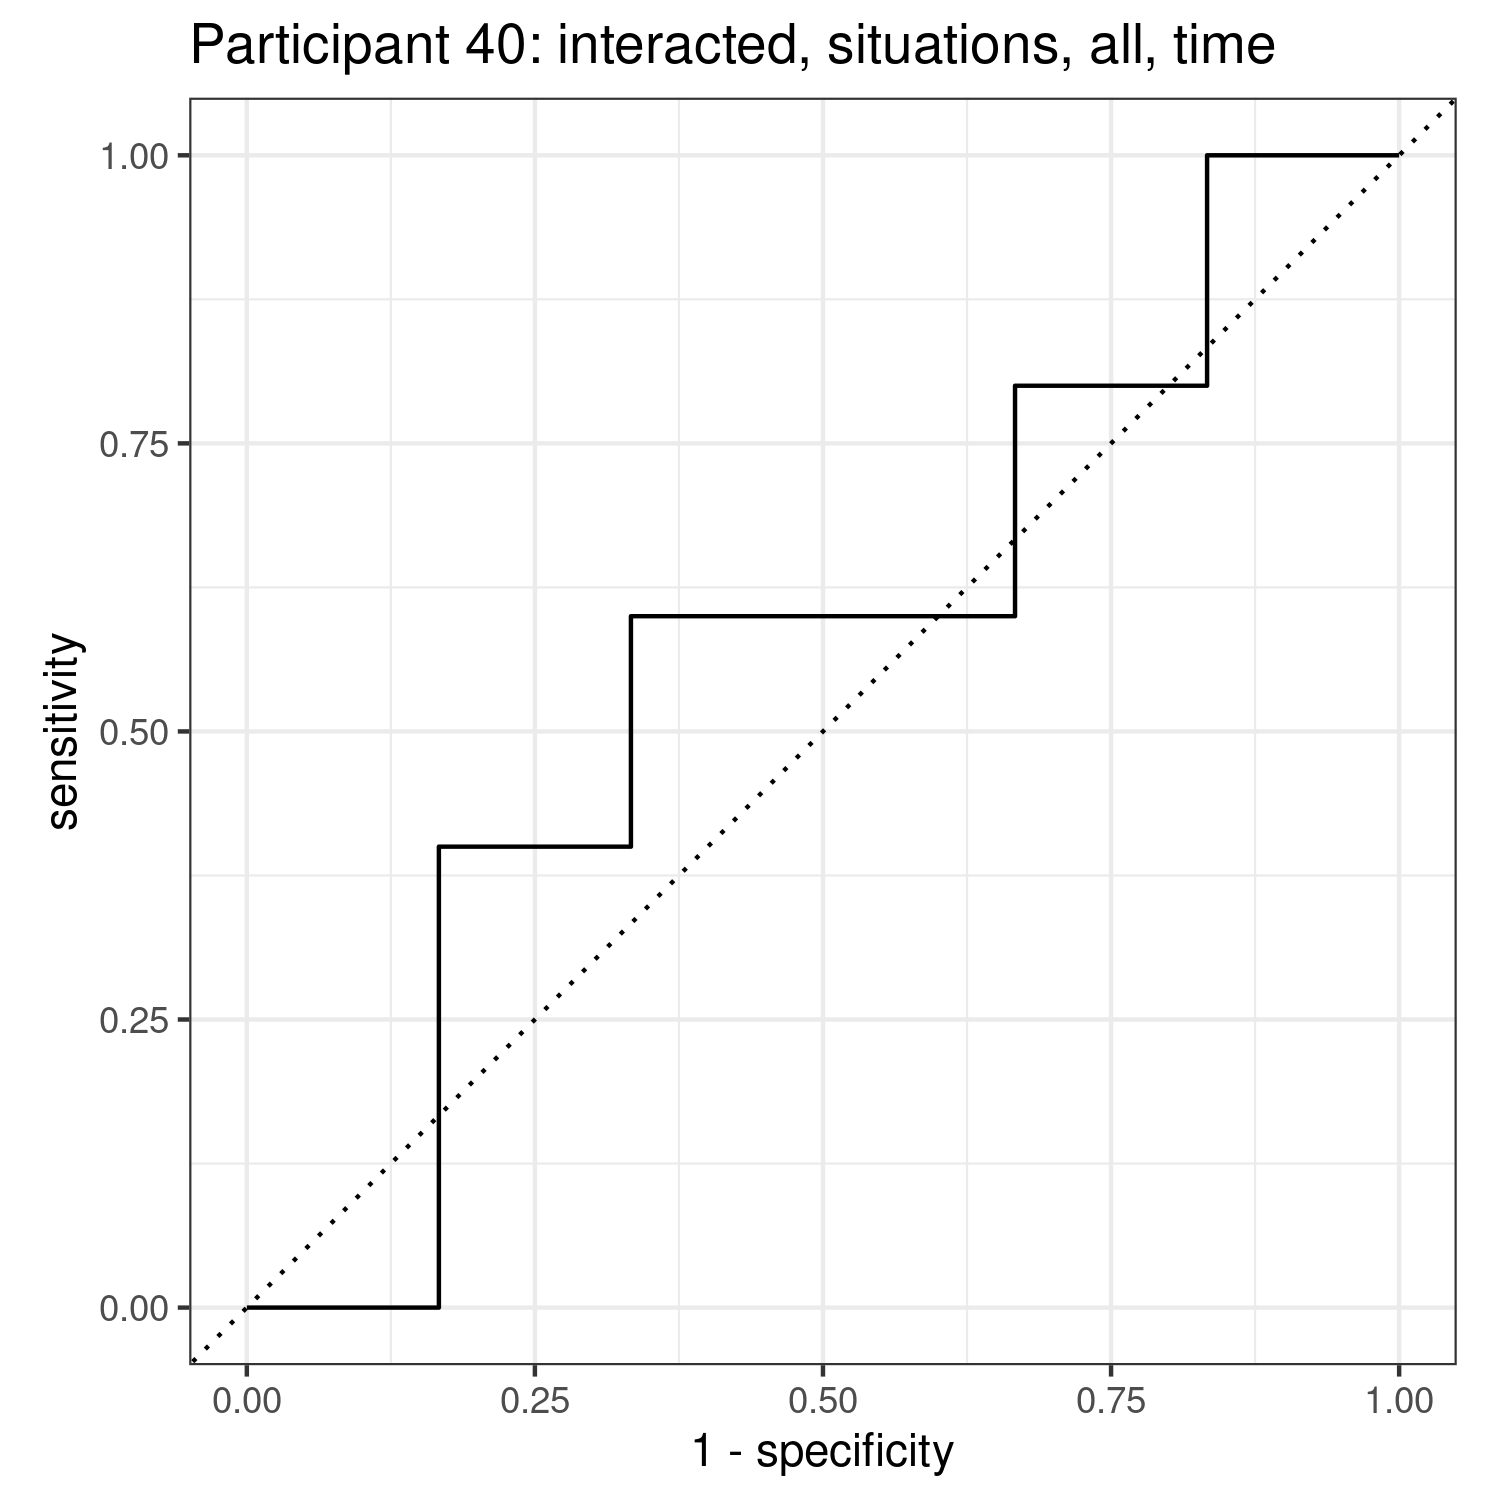 Participant 40: interacted, situations, all, time
1.00
0.75
0.50
0.25
0.00
sensitivity
0.00 0.25 0.50 0.75 1.00
1 - specificity